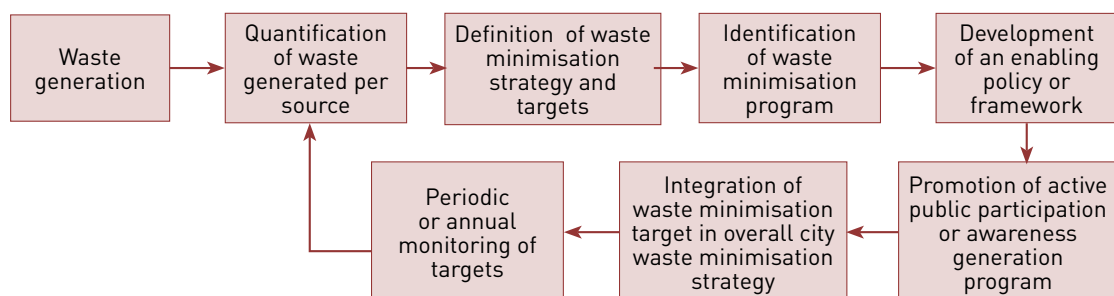 Waste
generation
Quantification
of waste
generated per
source
Definition of waste
minimisation
strategy and
targets
Identification
of waste
minimisation
program
Development
of an enabling
policy or
framework
Promotion of active
public participation
or awareness
generation
program
Integration of
waste minimisation
target in overall city
waste minimisation
strategy
Periodic
or annual
monitoring of
targets